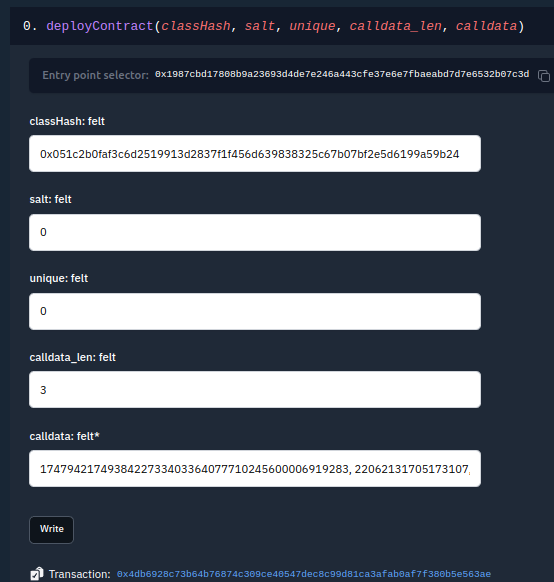 0. deployContract(classHash, salt, unique, calldata_len, calldata)
Entry point selector: 0x1987cbd17808b9a23693d4de7e246a443cfe37e6e7fbaeabd7d7e6532b07c3d
classHash: felt
0x051c2b0faf3c6d2519913d2837f1f456d639838325c67b07bf2e5d6199a59b24
salt: felt
0
unique: felt
0
calldata_len: felt
3
calldata: felt*
1747942174938422733403364077710245600006919283, 22062131705173107,
Write
Transaction: 0x4db6928c73b64b76874c309ce40547dec8c99d81ca3afab0af7f380b5e563ae